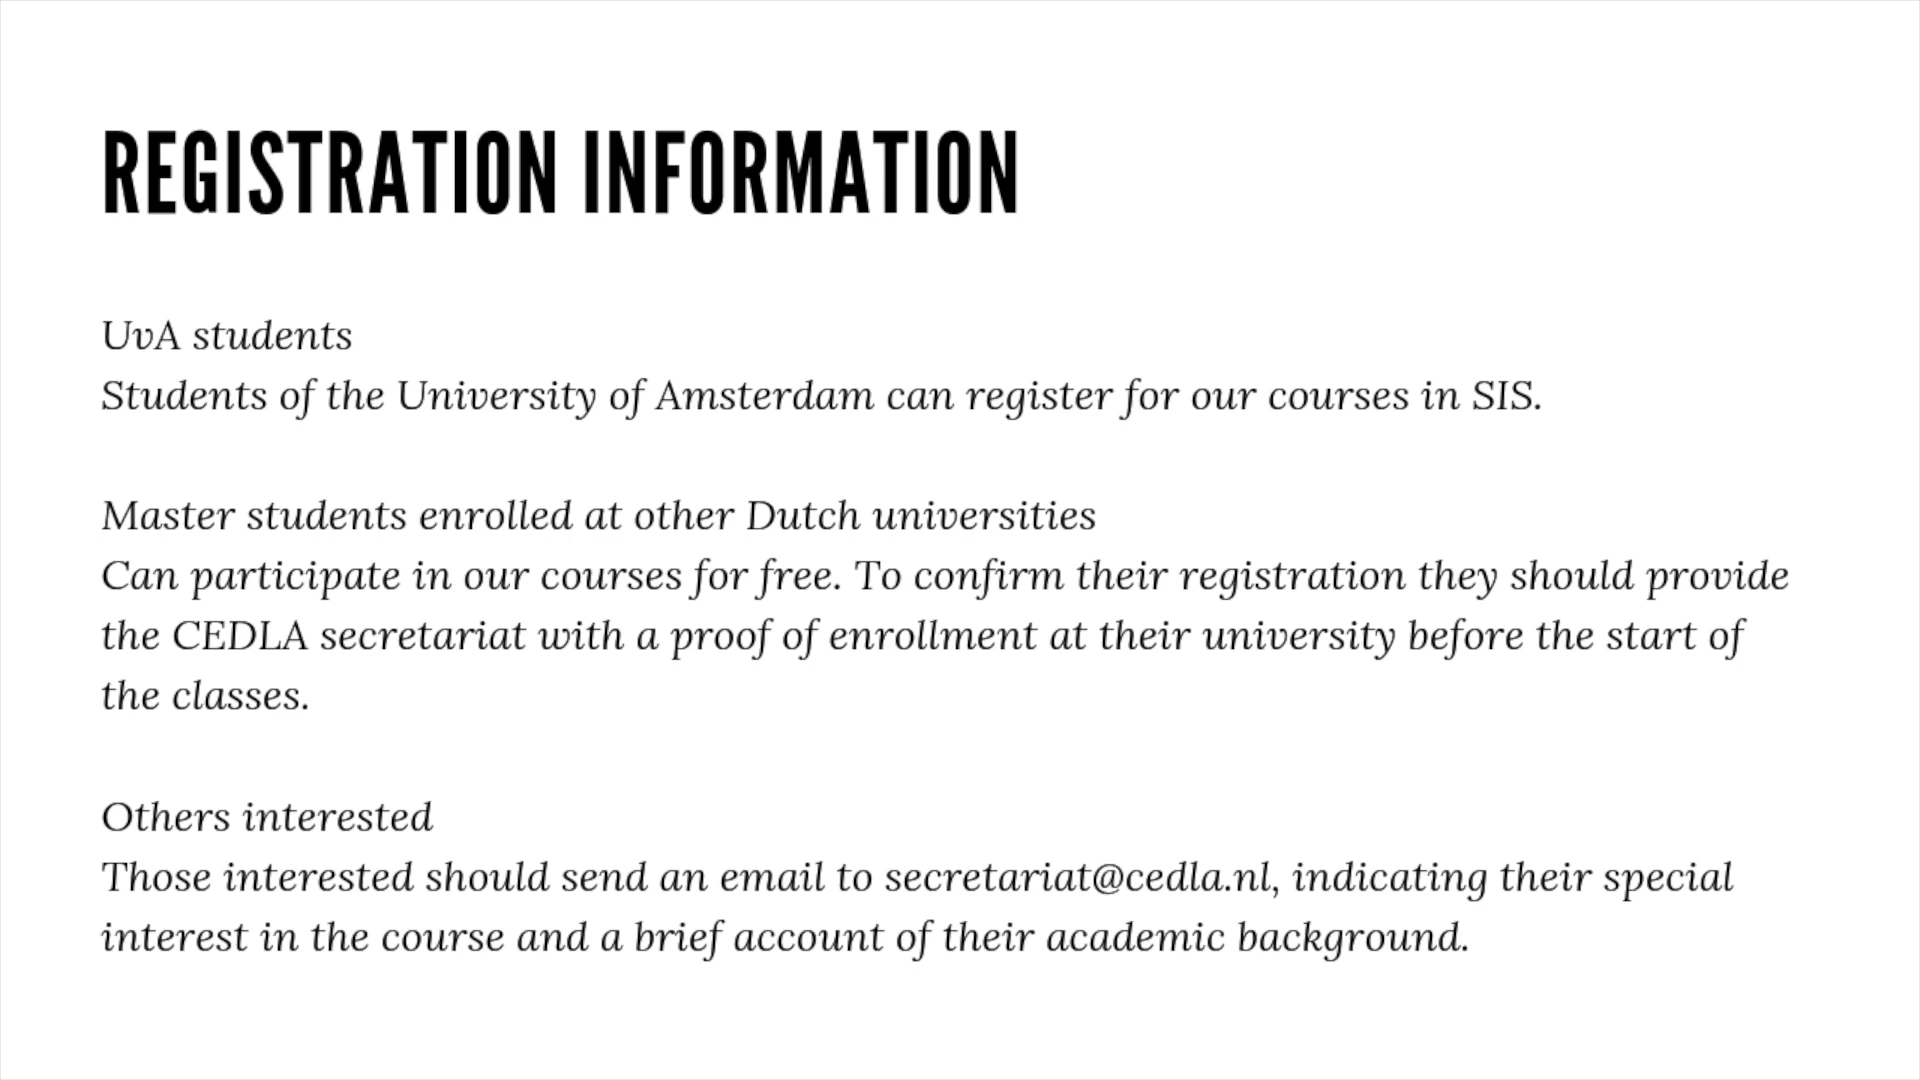 REGISTRATION INFORMATION
UvA students
Students of the University of Amsterdam can register for our courses in SIS.
Master students enrolled at other Dutch universities
Can participate in our courses for free. To confirm their registration they should provide
the CEDLA secretariat with a proof of enrollment at their university before the start of
the classes.
Others interested
Those interested should send an email to secretariat@cedla.nl, indicating their special
interest in the course and a brief account of their academic background.